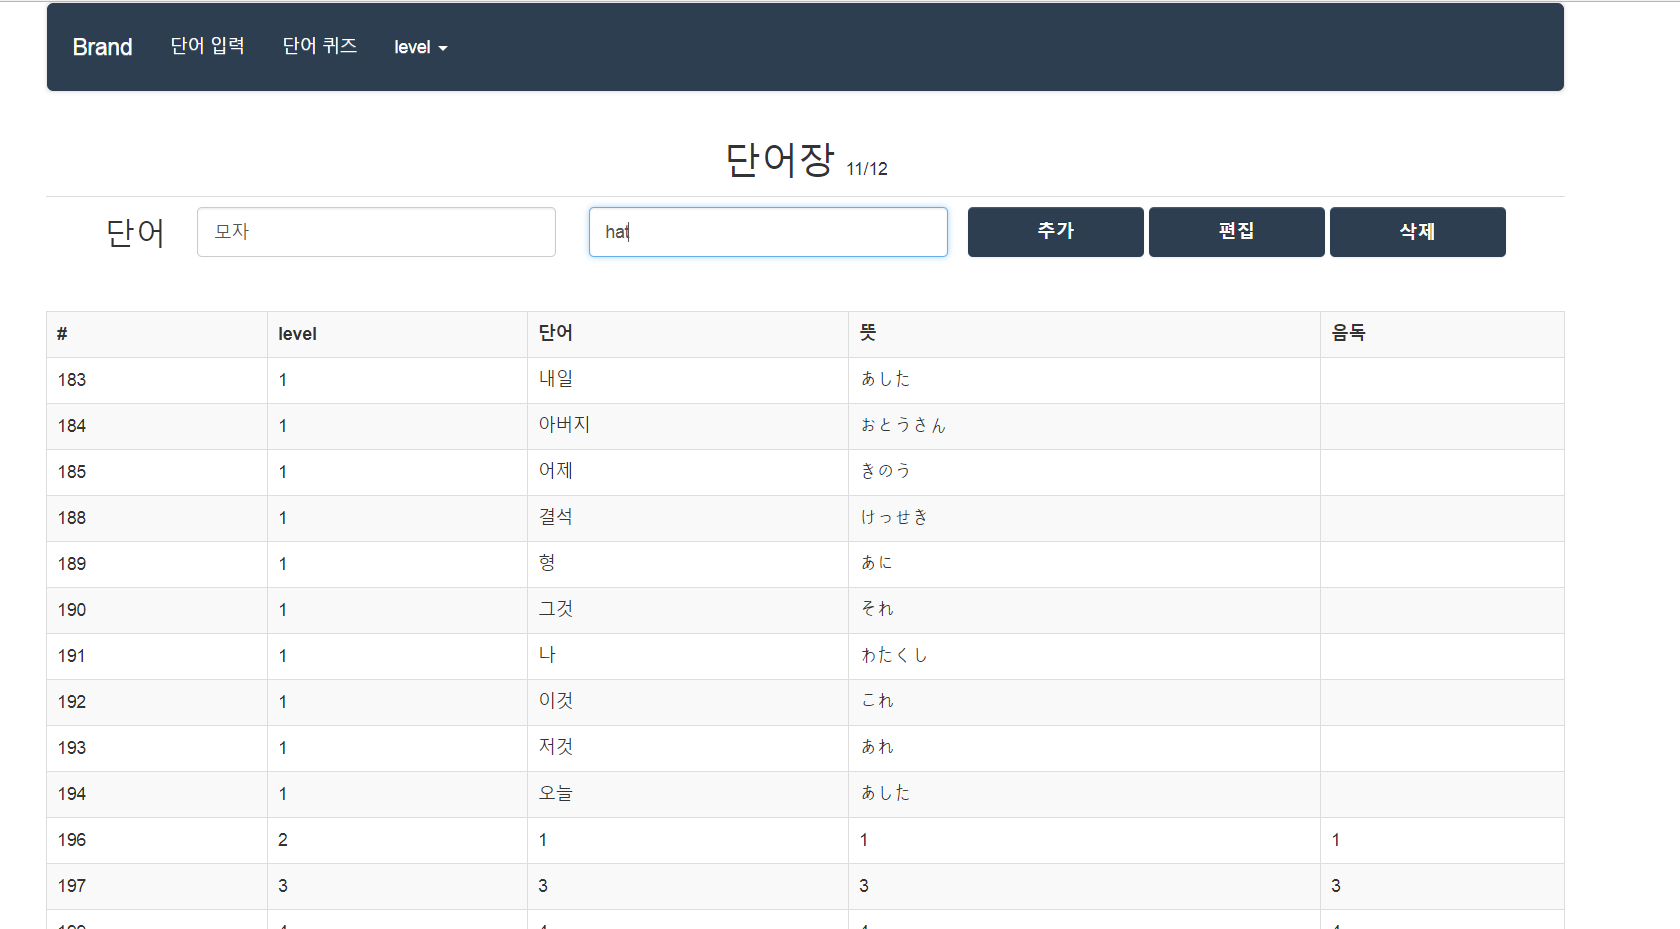 Brand 단어 입력 단어 퀴즈 level
단어장 11/12
단어 모자 hat 추가 편집 삭제
# level 단어 뜻 음독
183 1 내일 あした
184 1 아버지 おとうさん
185 1 어제 きのう
188 1 결석 けっせき
189 1 형 あに
190 1 그것 それ
191 1 나 わたくし
192 1 이것 これ
193 1 저것 あれ
194 1 오늘 あした
196 2 1 1 1
197 3 3 3 3